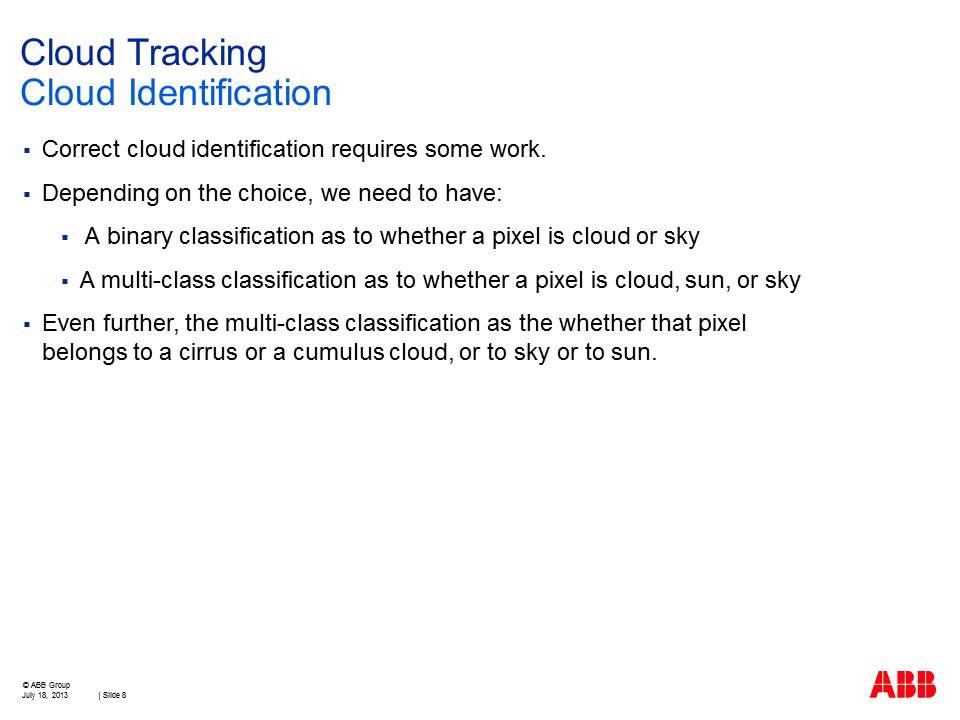 Cloud Tracking
Cloud Identification
▪ Correct cloud identification requires some work.
▪ Depending on the choice, we need to have:
▪ A binary classification as to whether a pixel is cloud or sky
▪ A multi-class classification as to whether a pixel is cloud, sun, or sky
▪ Even further, the multi-class classification as the whether that pixel
belongs to a cirrus or a cumulus cloud, or to sky or to sun.
© ABB Group
July 18, 2013 | Slide 8
ABB